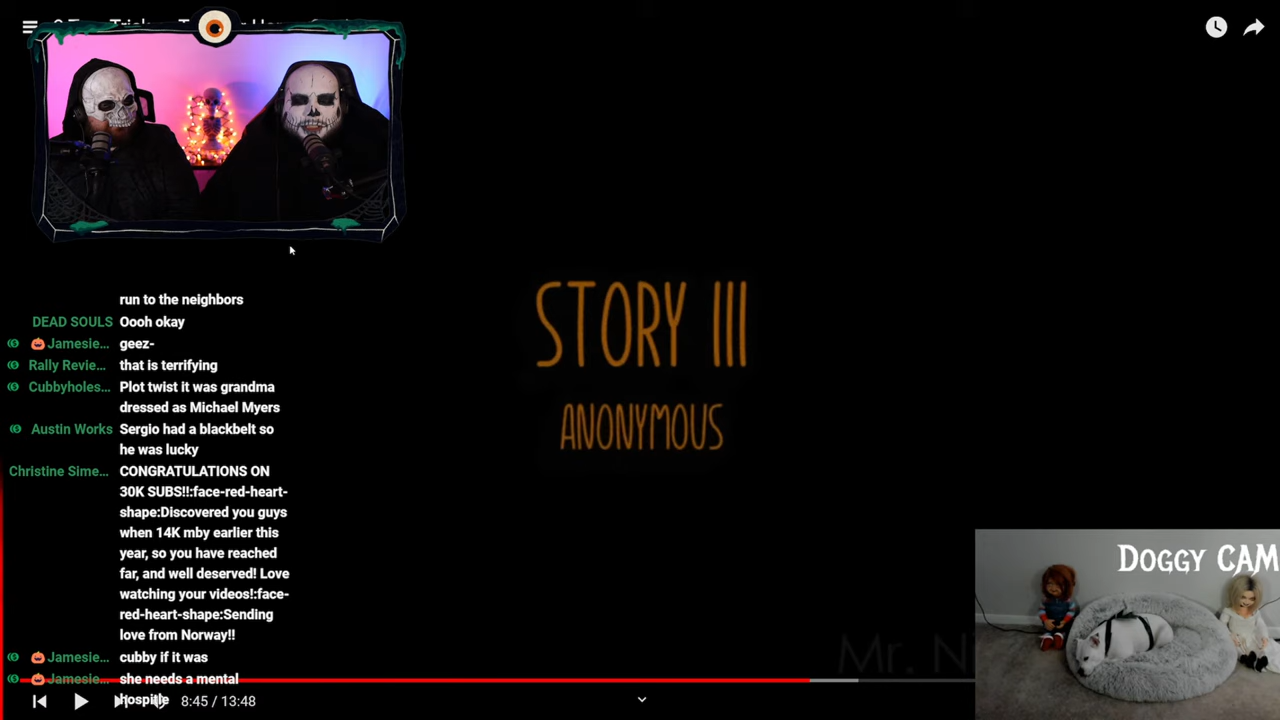 STORY III
ANONYMOUS
run to the neighbors
DEAD SOULS Oooh okay
Jamesie... geez-
Rally Revie... that is terrifying
Cubbyholes... Plot twist it was grandma
dressed as Michael Myers
Austin Works Sergio had a blackbelt so
he was lucky
Christine Sime... CONGRATULATIONS ON
30K SUBS!!:face-red-heart-
shape:Discovered you guys
when 14K mby earlier this
year, so you have reached
far, and well deserved! Love
watching your videos!:face-
red-heart-shape:Sending
love from Norway!!
Jamesie... cubby if it was
Jamesie... she needs a mental
hospitle
8:45 / 13:48
Mr. Ni
DOGGY CAM